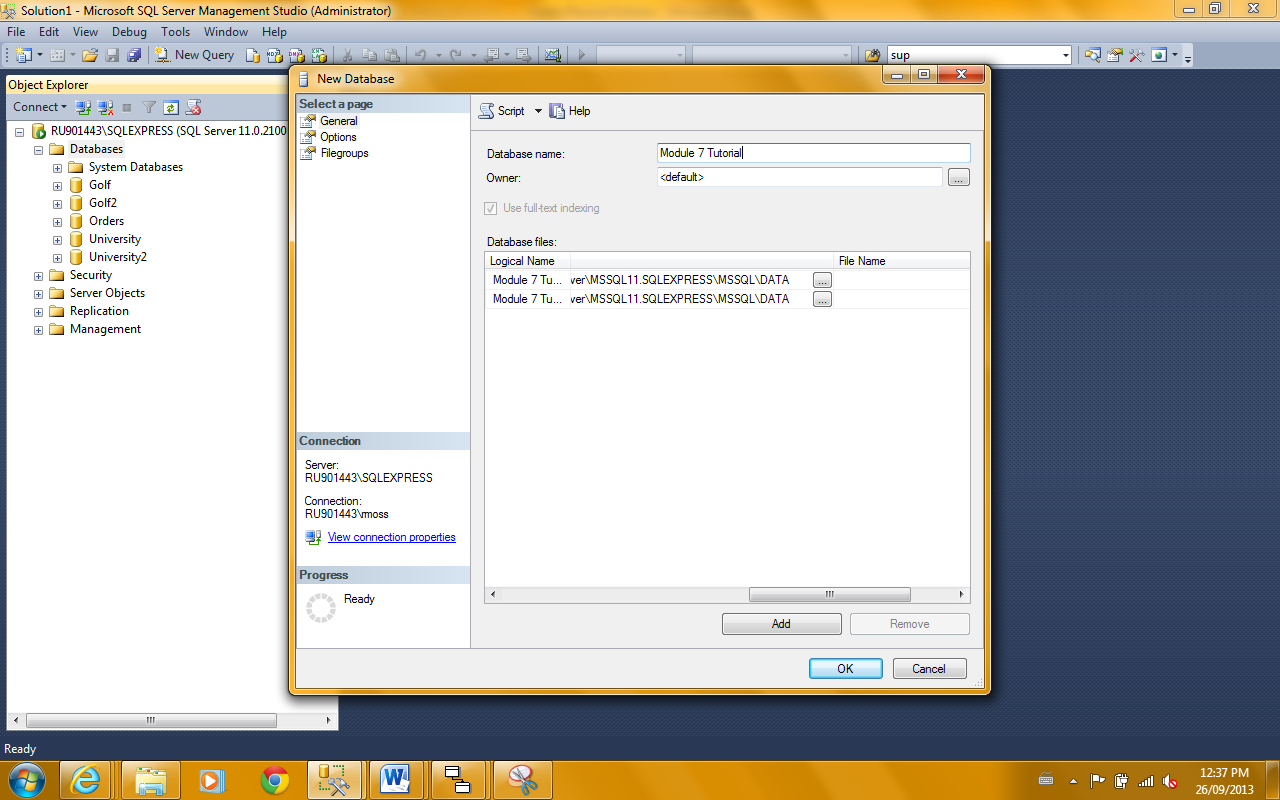 Solution1 - Microsoft SQL Server Management Studio (Administrator)
File Edit View Debug Tools Window Help
New Query
sup
Object Explorer
Connect
RU901443\SQLEXPRESS (SQL Server 11.0.2100
Databases
System Databases
Golf
Golf2
Orders
University
University2
Security
Server Objects
Replication
Management
New Database
Select a page
General
Options
Filegroups
Script Help
Database name: Module 7 Tutorial
Owner: <default> ...
Use full-text indexing
Database files:
Logical Name File Name
Module 7 Tu... ver\MSSQL11.SQLEXPRESS\MSSQL\DATA ...
Module 7 Tu... ver\MSSQL11.SQLEXPRESS\MSSQL\DATA ...
Connection
Server:
RU901443\SQLEXPRESS
Connection:
RU901443\rmoss
View connection properties
Progress
Ready
Add Remove
OK Cancel
Ready
12:37 PM
26/09/2013